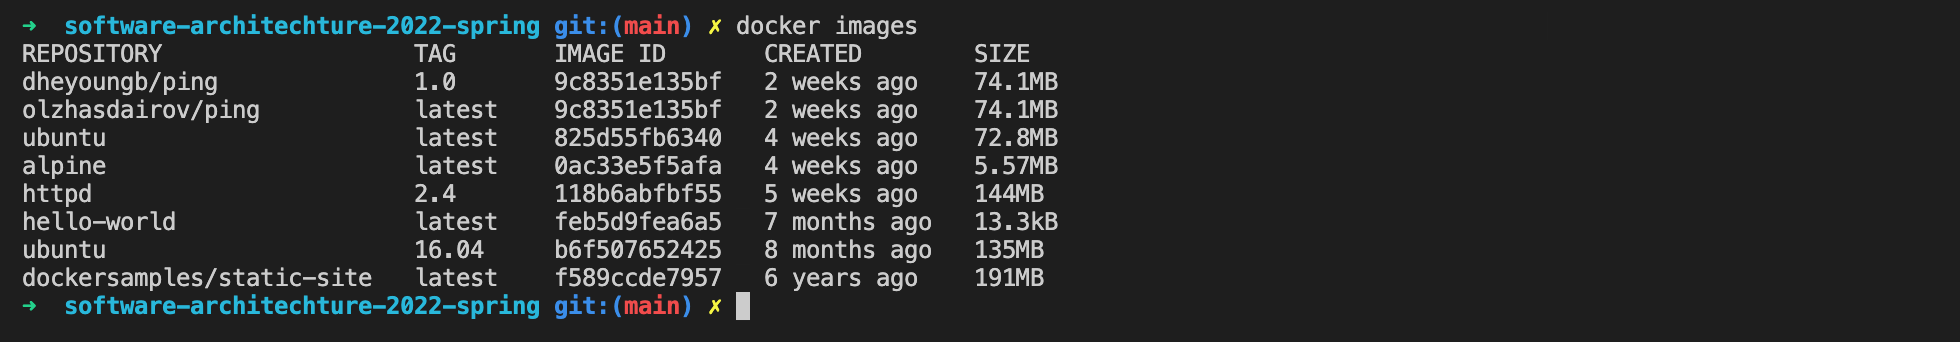 ➜  software-architechture-2022-spring git:(main) ✗ docker images
REPOSITORY                  TAG       IMAGE ID       CREATED        SIZE
dheyoungb/ping              1.0       9c8351e135bf   2 weeks ago    74.1MB
olzhasdairov/ping           latest    9c8351e135bf   2 weeks ago    74.1MB
ubuntu                      latest    825d55fb6340   4 weeks ago    72.8MB
alpine                      latest    0ac33e5f5afa   4 weeks ago    5.57MB
httpd                       2.4       118b6abfbf55   5 weeks ago    144MB
hello-world                 latest    feb5d9fea6a5   7 months ago   13.3kB
ubuntu                      16.04     b6f507652425   8 months ago   135MB
dockersamples/static-site   latest    f589ccde7957   6 years ago    191MB
➜  software-architechture-2022-spring git:(main) ✗